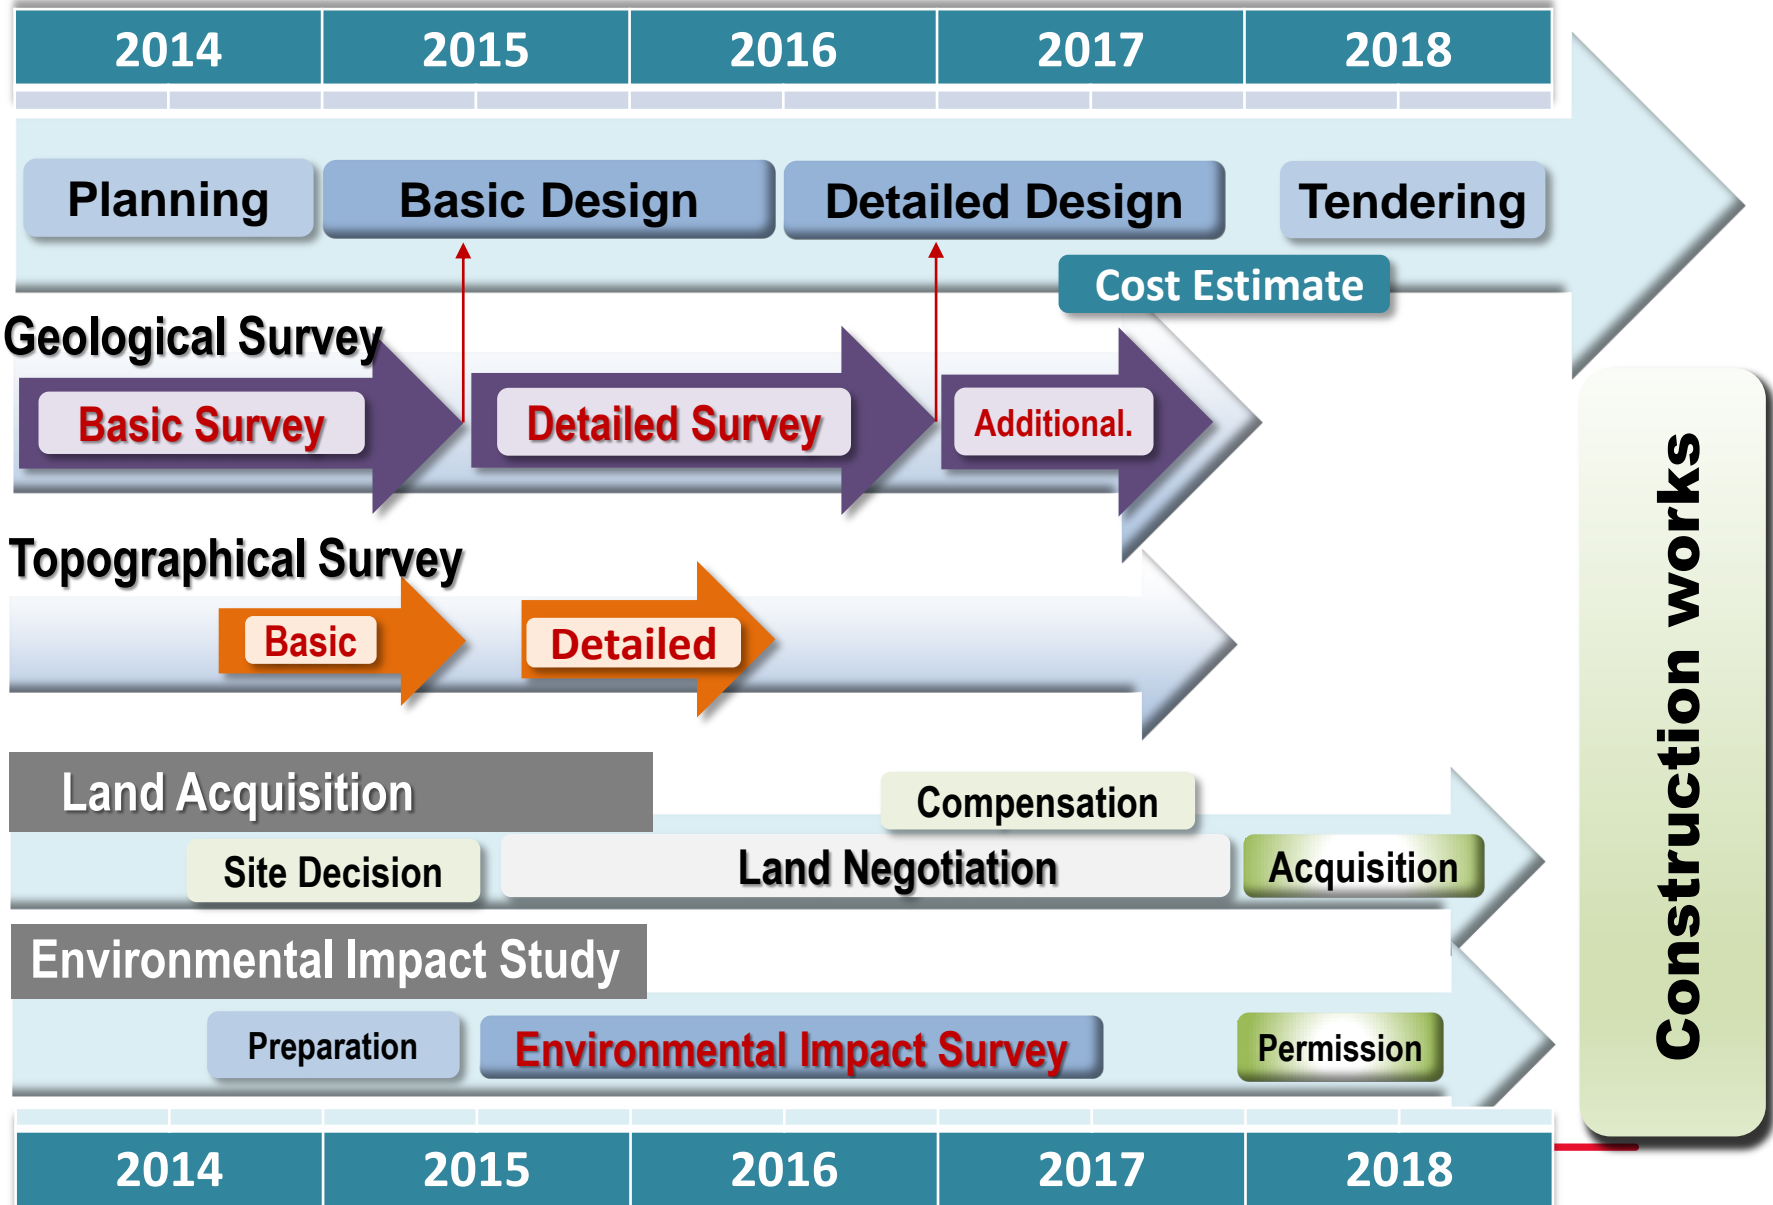 2014 2015 2016 2017 2018
Planning Basic Design Detailed Design Tendering
Cost Estimate
Geological Survey
Basic Survey Detailed Survey Additional.
Topographical Survey
Basic Detailed
Land Acquisition
Compensation
Site Decision Land Negotiation Acquisition
Environmental Impact Study
Preparation Environmental Impact Survey Permission
2014 2015 2016 2017 2018
Construction works